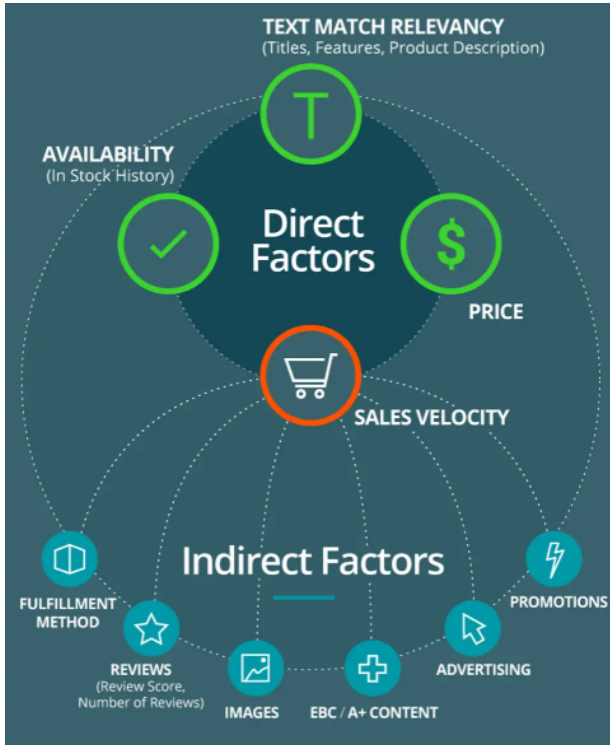 TEXT MATCH RELEVANCY
(Titles, Features, Product Description)
T
AVAILABILITY
(In Stock History)
Direct
Factors
$
PRICE
SALES VELOCITY
Indirect Factors
FULFILLMENT
METHOD
PROMOTIONS
REVIEWS
(Review Score,
Number of Reviews)
ADVERTISING
IMAGES
EBC / A+ CONTENT